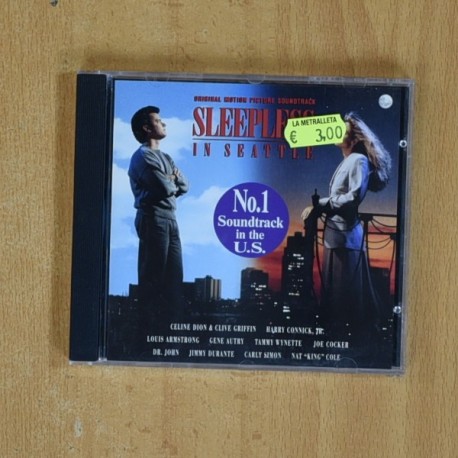 ORIGINAL MOTION PICTURE SOUNDTRACK
SLEEPLESS
IN SEATTLE
LA METRALLETA
€ 3,00
No.1
Soundtrack
in the
U.S.
CELINE DION & CLIVE GRIFFIN HARRY CONNICK, JR.
LOUIS ARMSTRONG GENE AUTRY TAMMY WYNETTE JOE COCKER
DR. JOHN JIMMY DURANTE CARLY SIMON NAT "KING" COLE